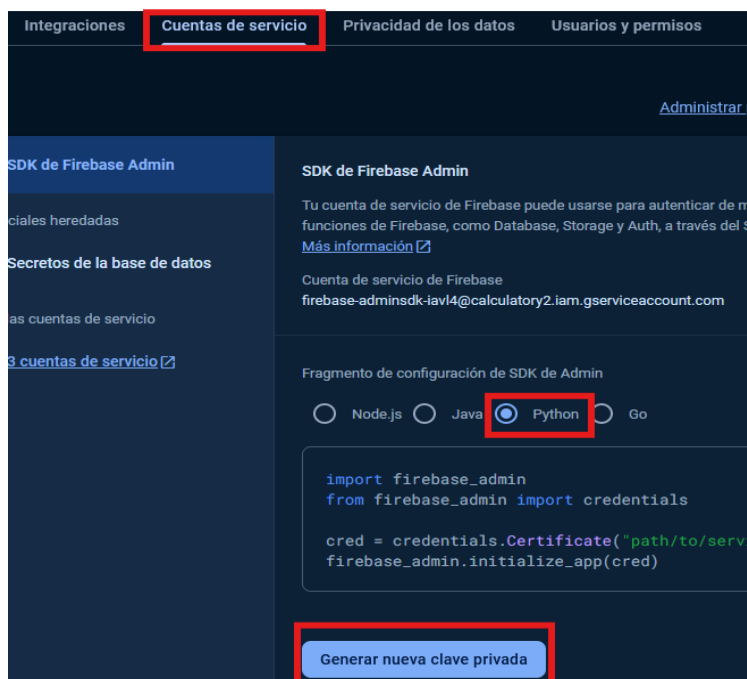 Integraciones Cuentas de servicio Privacidad de los datos Usuarios y permisos
Administrar
SDK de Firebase Admin
ciales heredadas
Secretos de la base de datos
as cuentas de servicio
3 cuentas de servicio
SDK de Firebase Admin
Tu cuenta de servicio de Firebase puede usarse para autenticar de m
funciones de Firebase, como Database, Storage y Auth, a través del S
Más información
Cuenta de servicio de Firebase
firebase-adminsdk-iavl4@calculatory2.iam.gserviceaccount.com
Fragmento de configuración de SDK de Admin
Node.js Java Python Go
import firebase_admin
from firebase_admin import credentials
cred = credentials.Certificate("path/to/serv
firebase_admin.initialize_app(cred)
Generar nueva clave privada